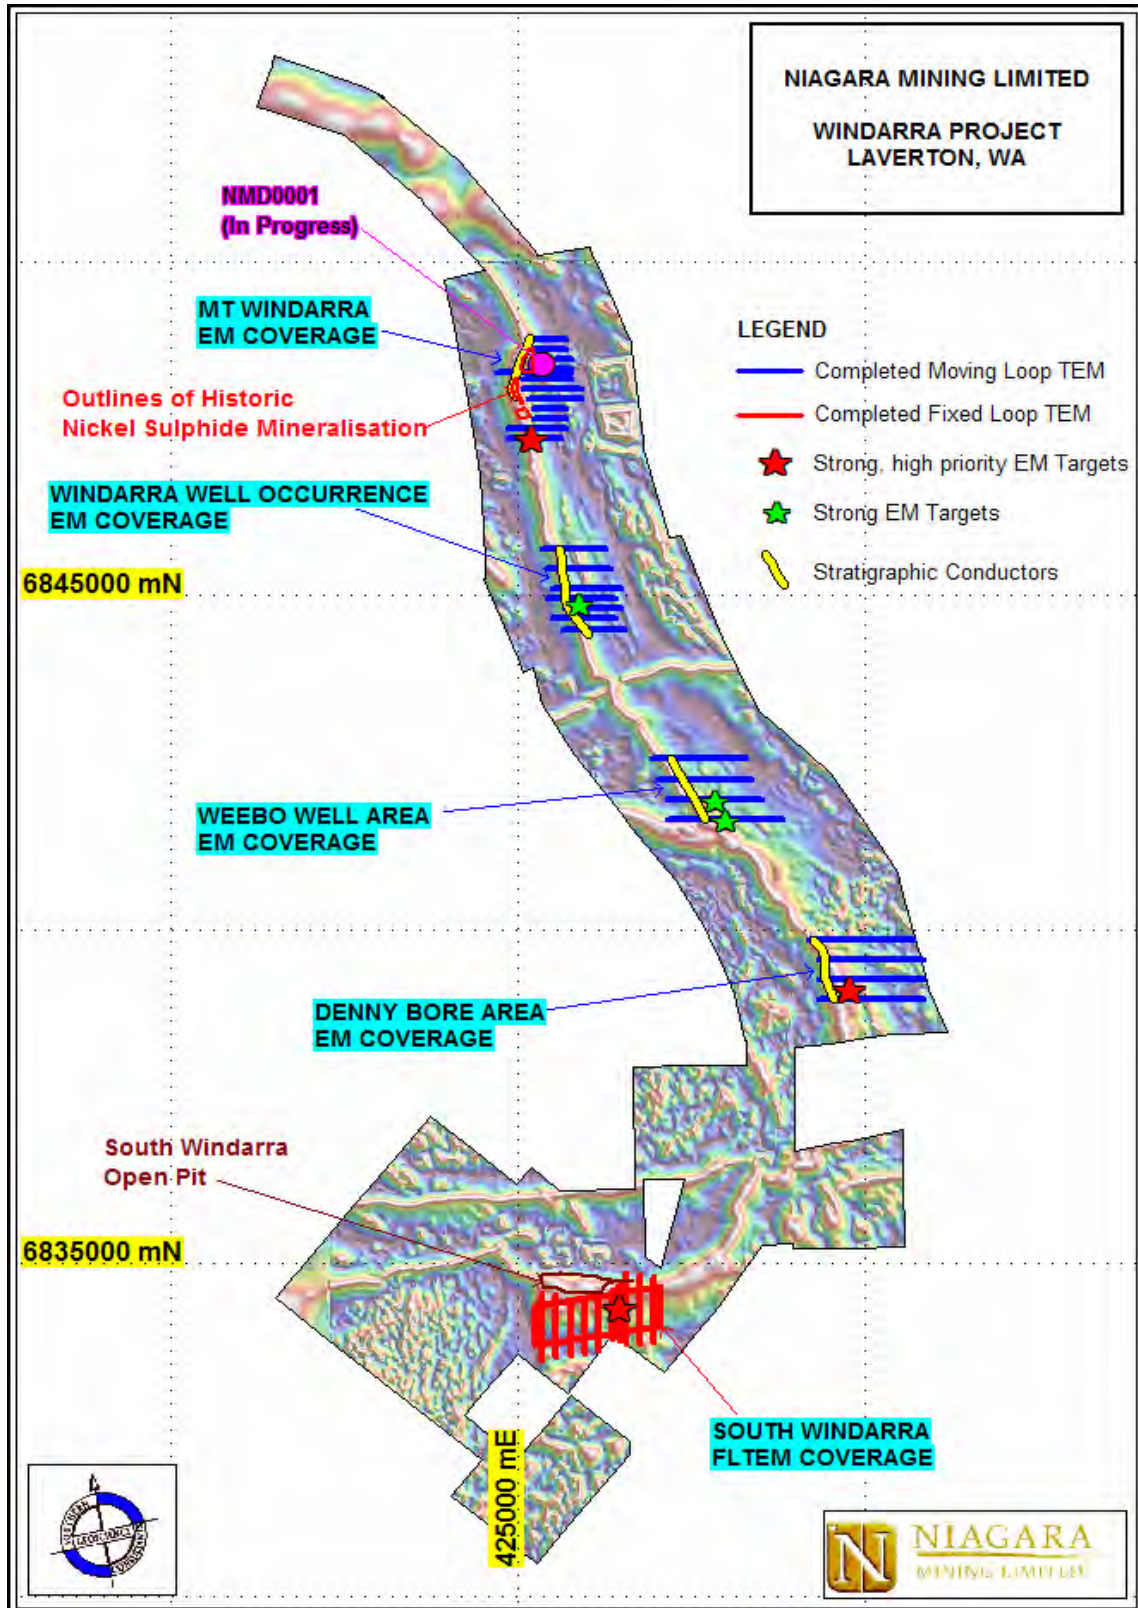 NIAGARA MINING LIMITED
WINDARRA PROJECT
LAVERTON, WA
NMD0001
(In Progress)
MT WINDARRA
EM COVERAGE
Outlines of Historic
Nickel Sulphide Mineralisation
WINDARRA WELL OCCURRENCE
EM COVERAGE
6845000 mN
LEGEND
Completed Moving Loop TEM
Completed Fixed Loop TEM
Strong, high priority EM Targets
Strong EM Targets
Stratigraphic Conductors
WEEBO WELL AREA
EM COVERAGE
DENNY BORE AREA
EM COVERAGE
South Windarra
Open Pit
6835000 mN
SOUTH WINDARRA
FLTEM COVERAGE
425000 mE
SOUTHERN
GEOSCIENCE
CONSULTANTS
N
NIAGARA
MINING LIMITED